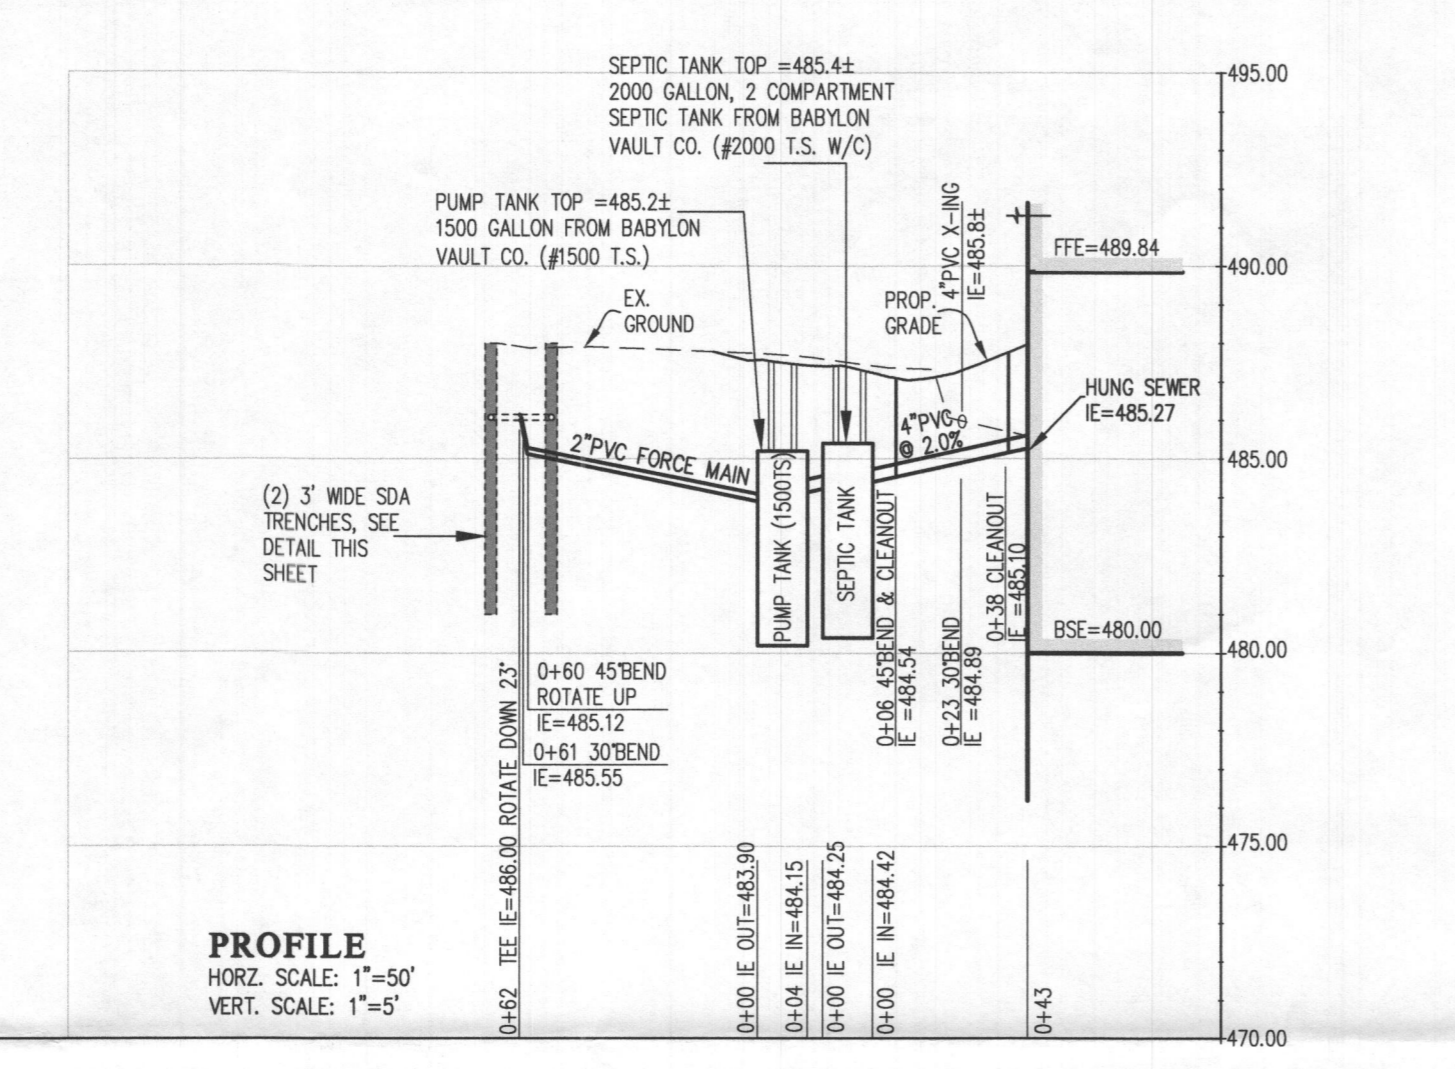 SEPTIC TANK TOP =485.4±
2000 GALLON, 2 COMPARTMENT
SEPTIC TANK FROM BABYLON
VAULT CO. (#2000 T.S. W/C)
495.00
PUMP TANK TOP =485.2±
1500 GALLON FROM BABYLON
VAULT CO. (#1500 T.S.)
4"PVC X-ING
IE=485.8±
FFE=489.84
490.00
EX.
GROUND
PROP.
GRADE
HUNG SEWER
IE=485.27
4"PVC
@ 2.0%
2"PVC FORCE MAIN
485.00
(2) 3' WIDE SDA
TRENCHES, SEE
DETAIL THIS
SHEET
PUMP TANK (1500TS)
SEPTIC TANK
0+06 45°BEND & CLEANOUT
IE =484.54
0+23 30°BEND
IE =484.89
0+38 CLEANOUT
IE =485.10
BSE=480.00
480.00
0+60 45°BEND
ROTATE UP
IE=485.12
0+61 30°BEND
IE=485.55
0+62 TEE IE=486.00 ROTATE DOWN 23°
475.00
0+00 IE OUT=483.90
0+04 IE IN=484.15
0+00 IE OUT=484.25
0+00 IE IN=484.42
0+43
PROFILE
HORZ. SCALE: 1"=50'
VERT. SCALE: 1"=5'
470.00